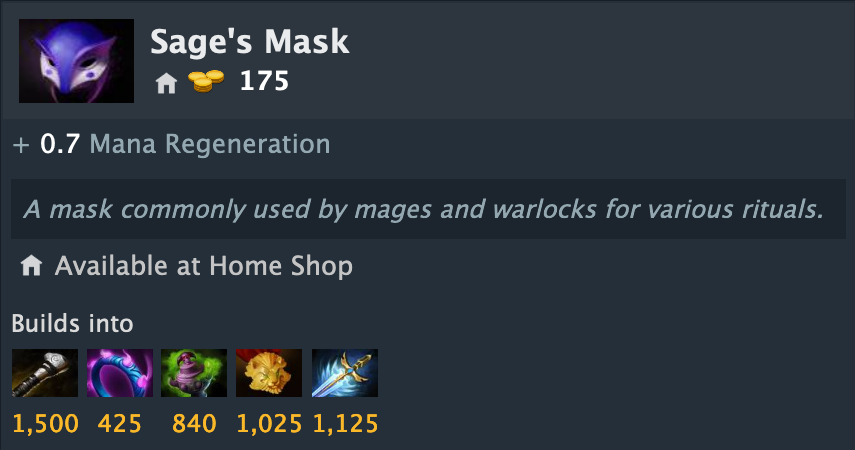 Sage's Mask
175
+ 0.7 Mana Regeneration
A mask commonly used by mages and warlocks for various rituals.
Available at Home Shop
Builds into
1,500 425 840 1,025 1,125